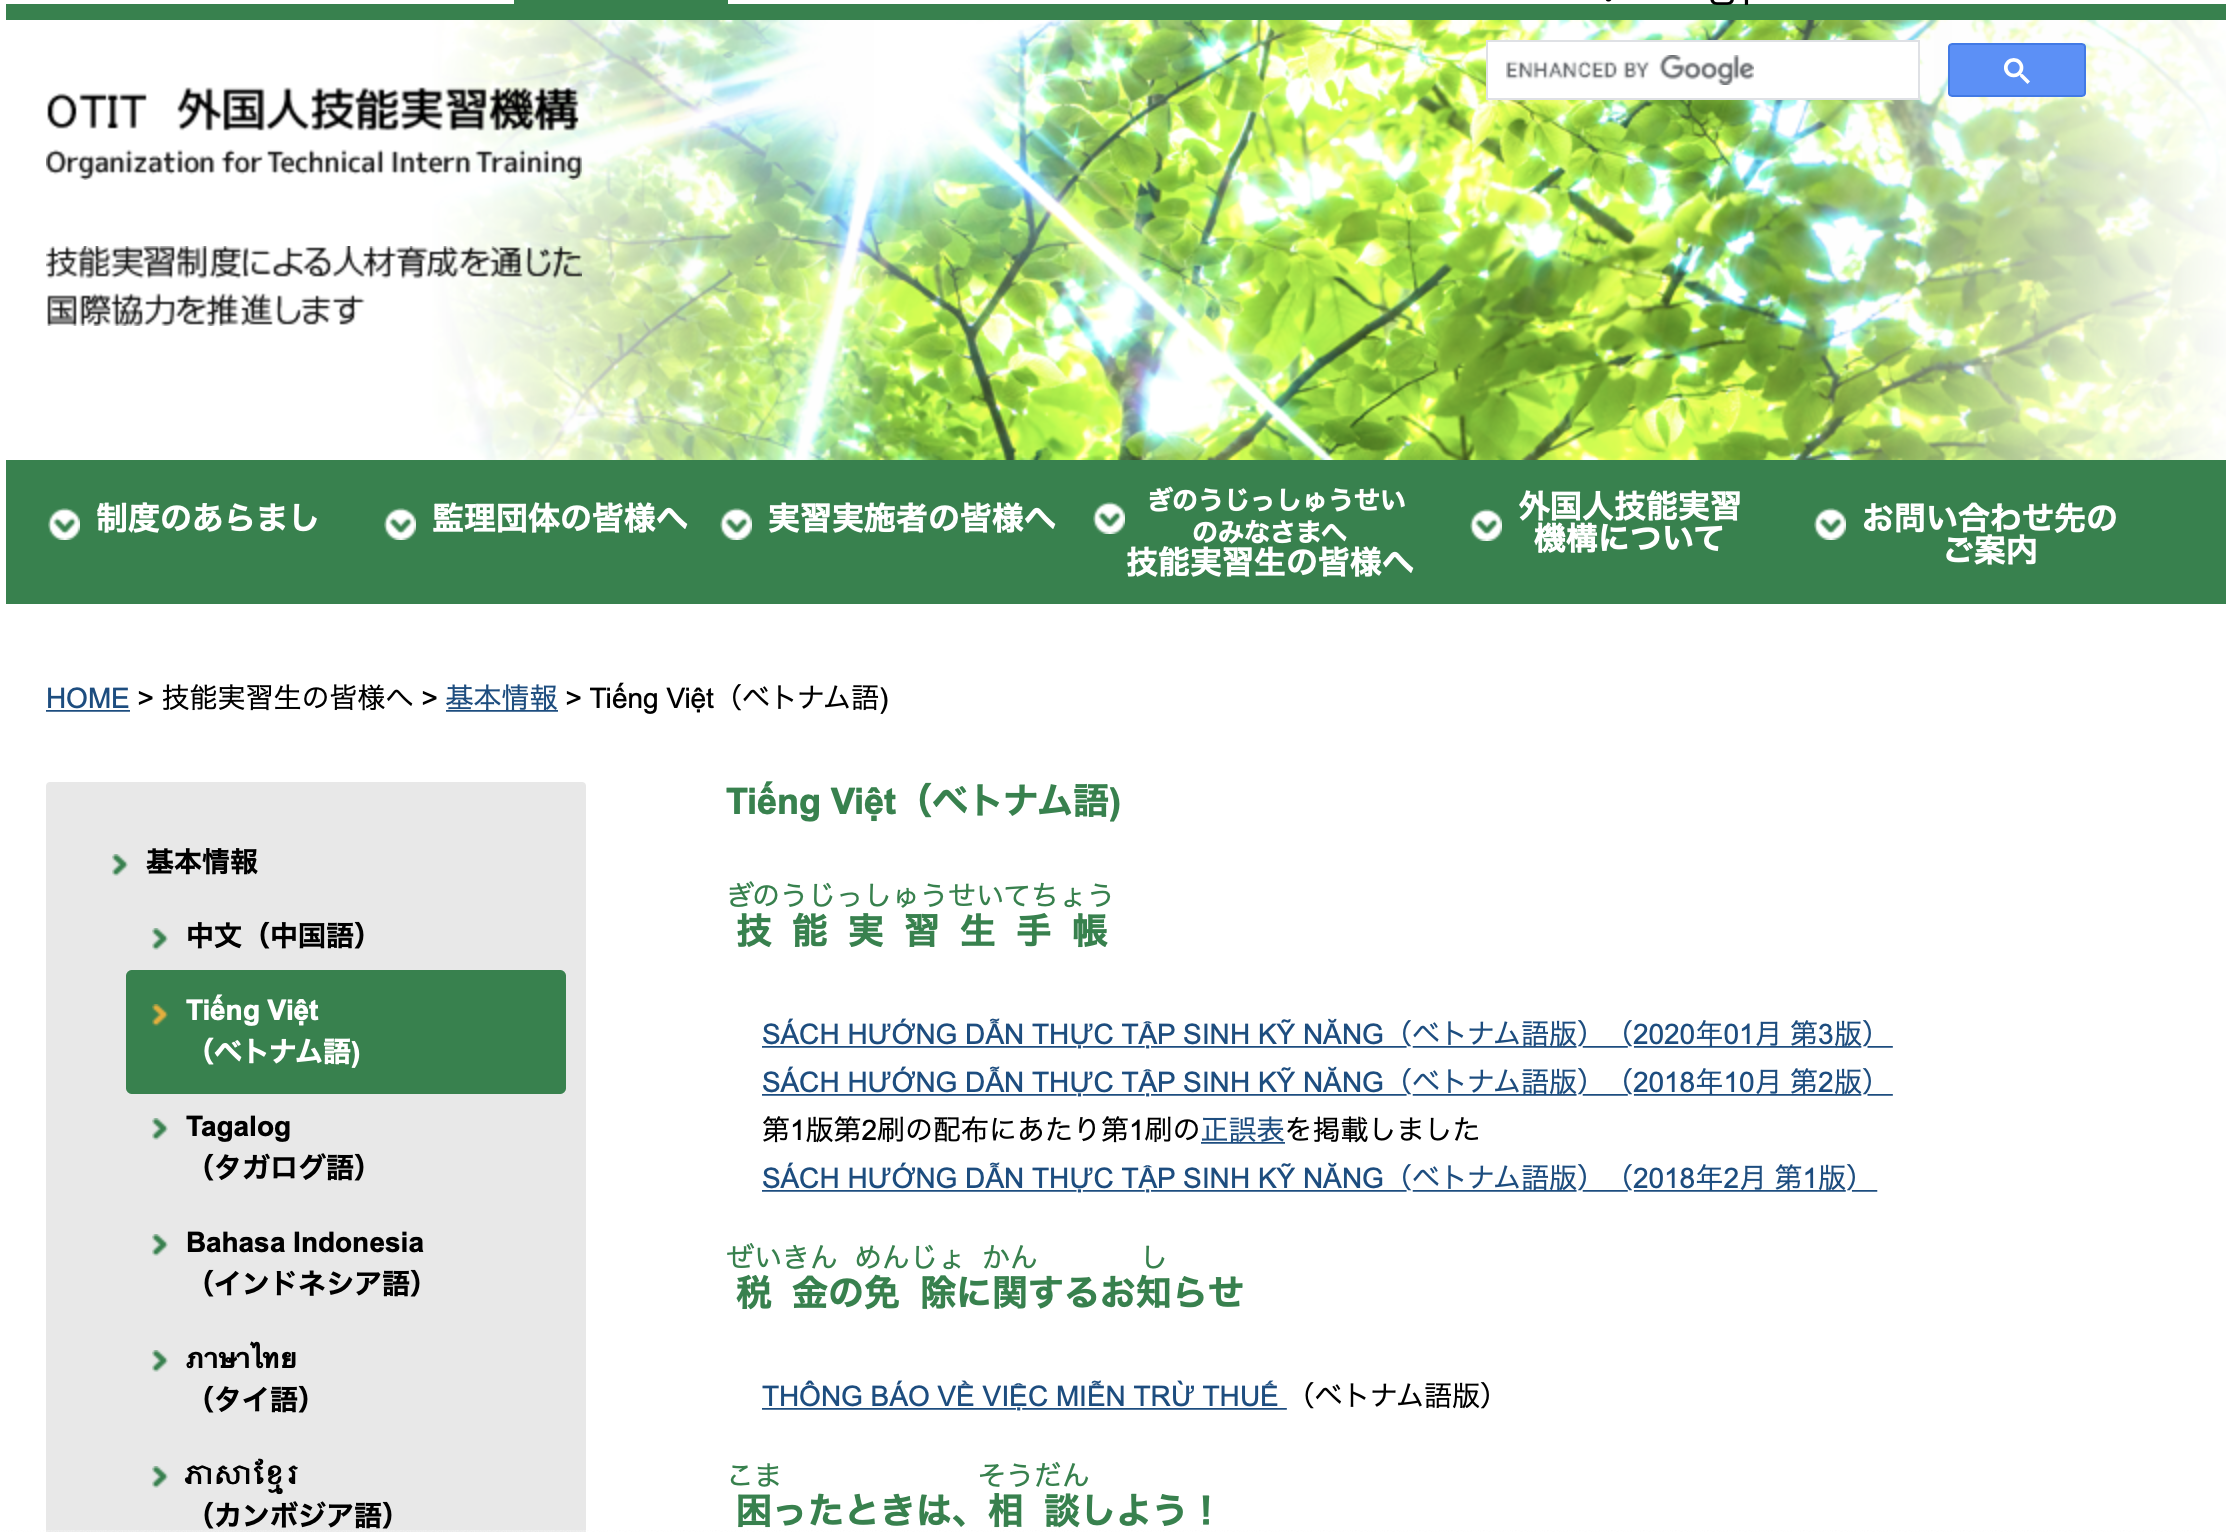 ENHANCED BY Google
OTIT 外国人技能実習機構
Organization for Technical Intern Training
技能実習制度による人材育成を通じた
国際協力を推進します
制度のあらまし
監理団体の皆様へ
実習実施者の皆様へ
ぎのうじっしゅうせい
のみなさまへ
技能実習生の皆様へ
外国人技能実習
機構について
お問い合わせ先の
ご案内
HOME > 技能実習生の皆様へ > 基本情報 > Tiếng Việt（ベトナム語)
基本情報
中文（中国語）
Tiếng Việt
（ベトナム語)
Tagalog
（タガログ語）
Bahasa Indonesia
（インドネシア語）
ภาษาไทย
（タイ語）
ភាសាខ្មែរ
（カンボジア語）
Tiếng Việt（ベトナム語)
ぎのうじっしゅうせいてちょう
技能実習生手帳
SÁCH HƯỚNG DẪN THỰC TẬP SINH KỸ NĂNG（ベトナム語版）（2020年01月 第3版）
SÁCH HƯỚNG DẪN THỰC TẬP SINH KỸ NĂNG（ベトナム語版）（2018年10月 第2版）
第1版第2刷の配布にあたり第1刷の正誤表を掲載しました
SÁCH HƯỚNG DẪN THỰC TẬP SINH KỸ NĂNG（ベトナム語版）（2018年2月 第1版）
ぜいきん めんじょ かん し
税金の免除に関するお知らせ
THÔNG BÁO VỀ VIỆC MIỄN TRỪ THUẾ （ベトナム語版）
こま そうだん
困ったときは、相談しよう！